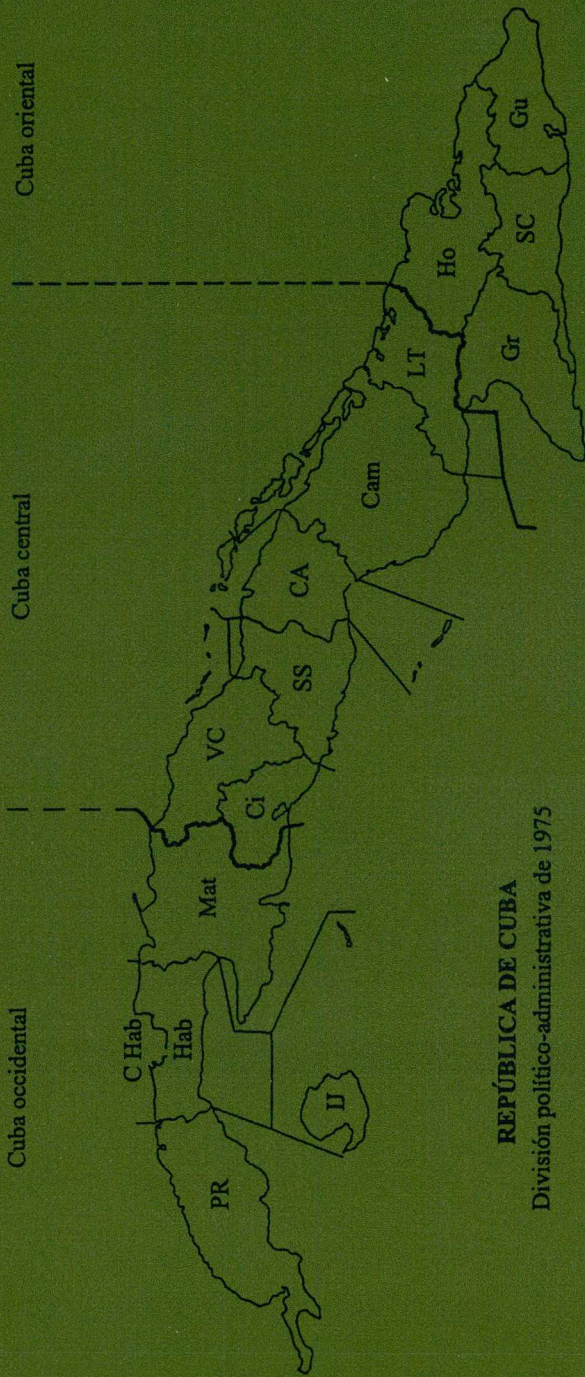 Cuba occidental
Cuba central
Cuba oriental
C Hab
Hab
PR
IJ
Mat
VC
Ci
SS
CA
Cam
LT
Ho
Gr
SC
Gu
REPÚBLICA DE CUBA
División político-administrativa de 1975